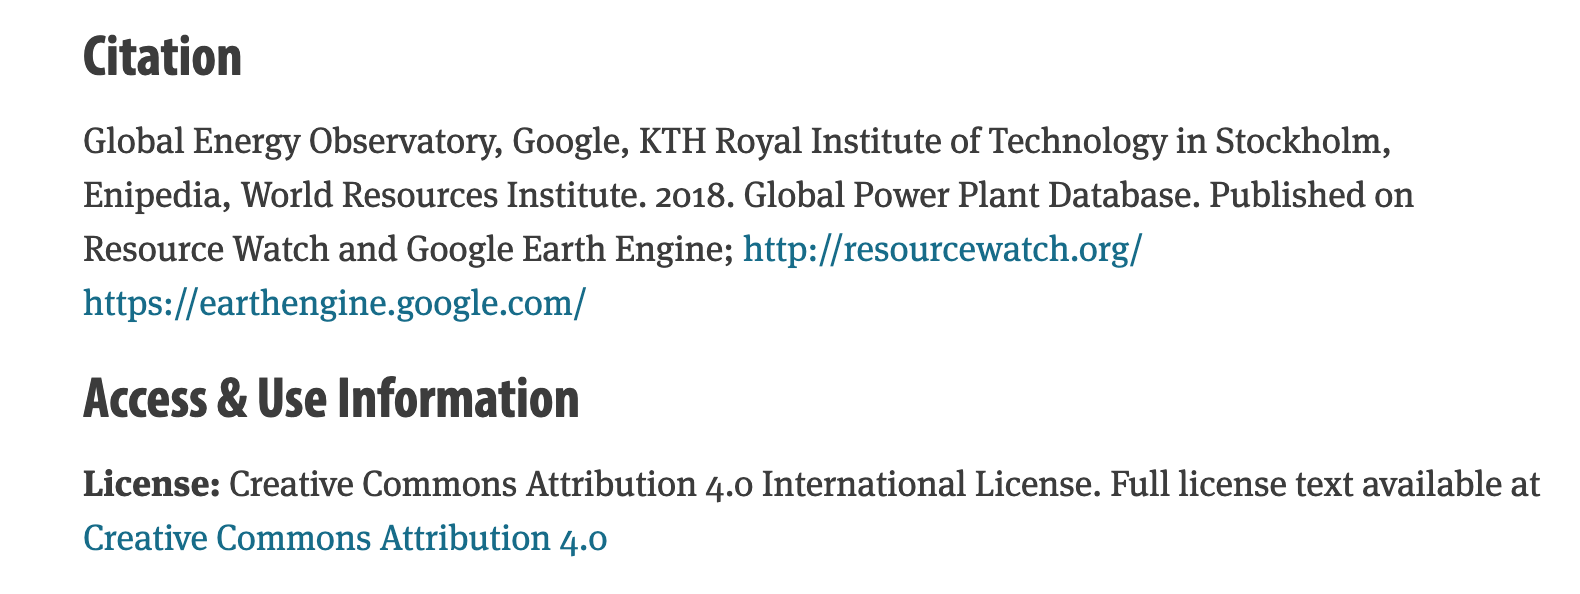 Citation
Global Energy Observatory, Google, KTH Royal Institute of Technology in Stockholm,
Enipedia, World Resources Institute. 2018. Global Power Plant Database. Published on
Resource Watch and Google Earth Engine; http://resourcewatch.org/
https://earthengine.google.com/
Access & Use Information
License: Creative Commons Attribution 4.0 International License. Full license text available at
Creative Commons Attribution 4.0